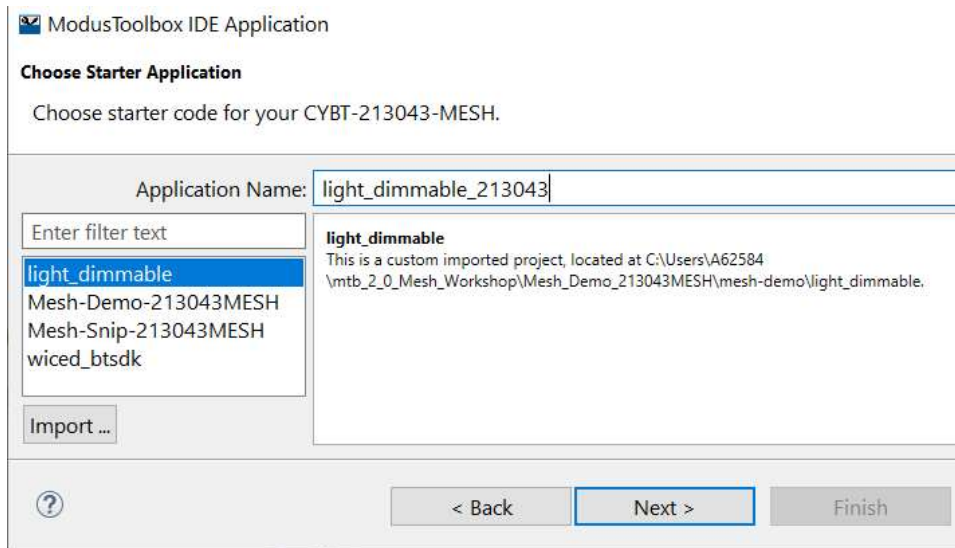 ModusToolbox IDE Application
Choose Starter Application
Choose starter code for your CYBT-213043-MESH.
Application Name: light_dimmable_213043
Enter filter text
light_dimmable
Mesh-Demo-213043MESH
Mesh-Snip-213043MESH
wiced_btsdk
Import ...
light_dimmable
This is a custom imported project, located at C:\Users\A62584
\mtb_2_0_Mesh_Workshop\Mesh_Demo_213043MESH\mesh-demo\light_dimmable.
?
< Back
Next >
Finish